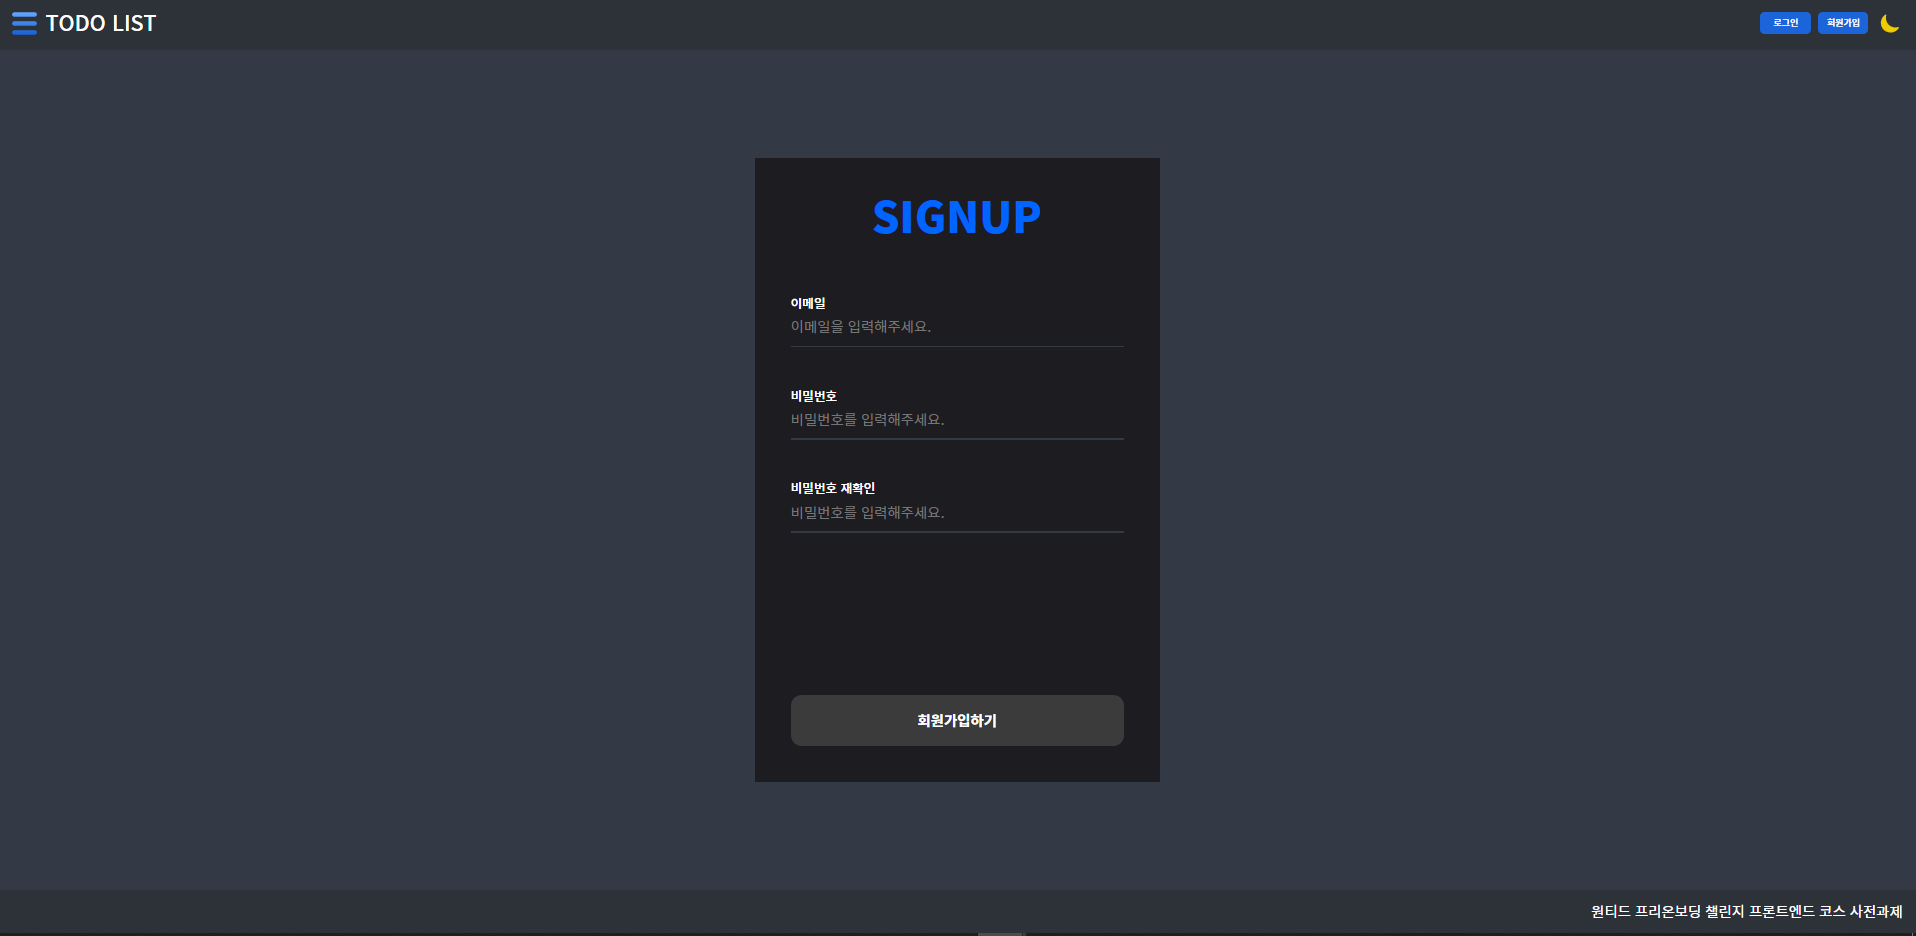 TODO LIST
로그인
회원가입
SIGNUP
이메일
이메일을 입력해주세요.
비밀번호
비밀번호를 입력해주세요.
비밀번호 재확인
비밀번호를 입력해주세요.
회원가입하기
원티드 프리온보딩 챌린지 프론트엔드 코스 사전과제